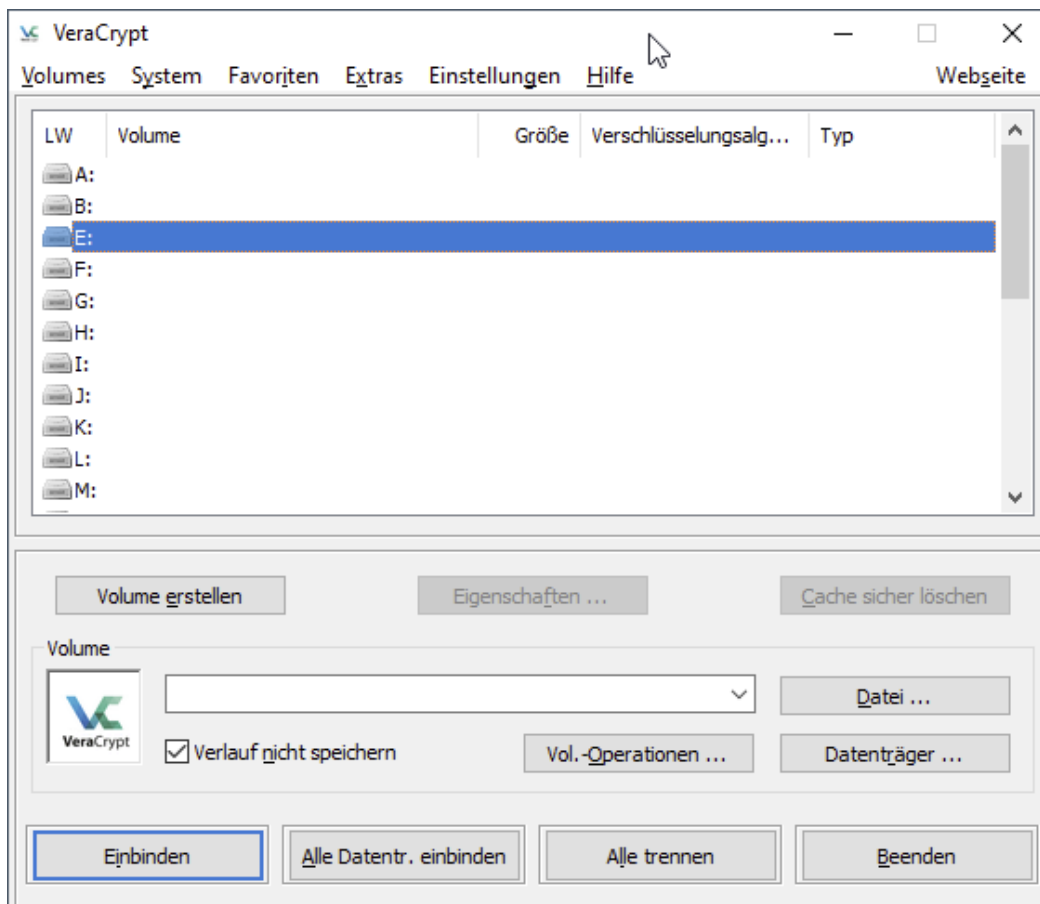 VeraCrypt
Volumes System Favoriten Extras Einstellungen Hilfe Webseite
LW Volume Größe Verschlüsselungsalg... Typ
A:
B:
E:
F:
G:
H:
I:
J:
K:
L:
M:
Volume erstellen Eigenschaften ... Cache sicher löschen
Volume
Datei ...
VeraCrypt
Verlauf nicht speichern Vol.-Operationen ... Datenträger ...
Einbinden Alle Datentr. einbinden Alle trennen Beenden